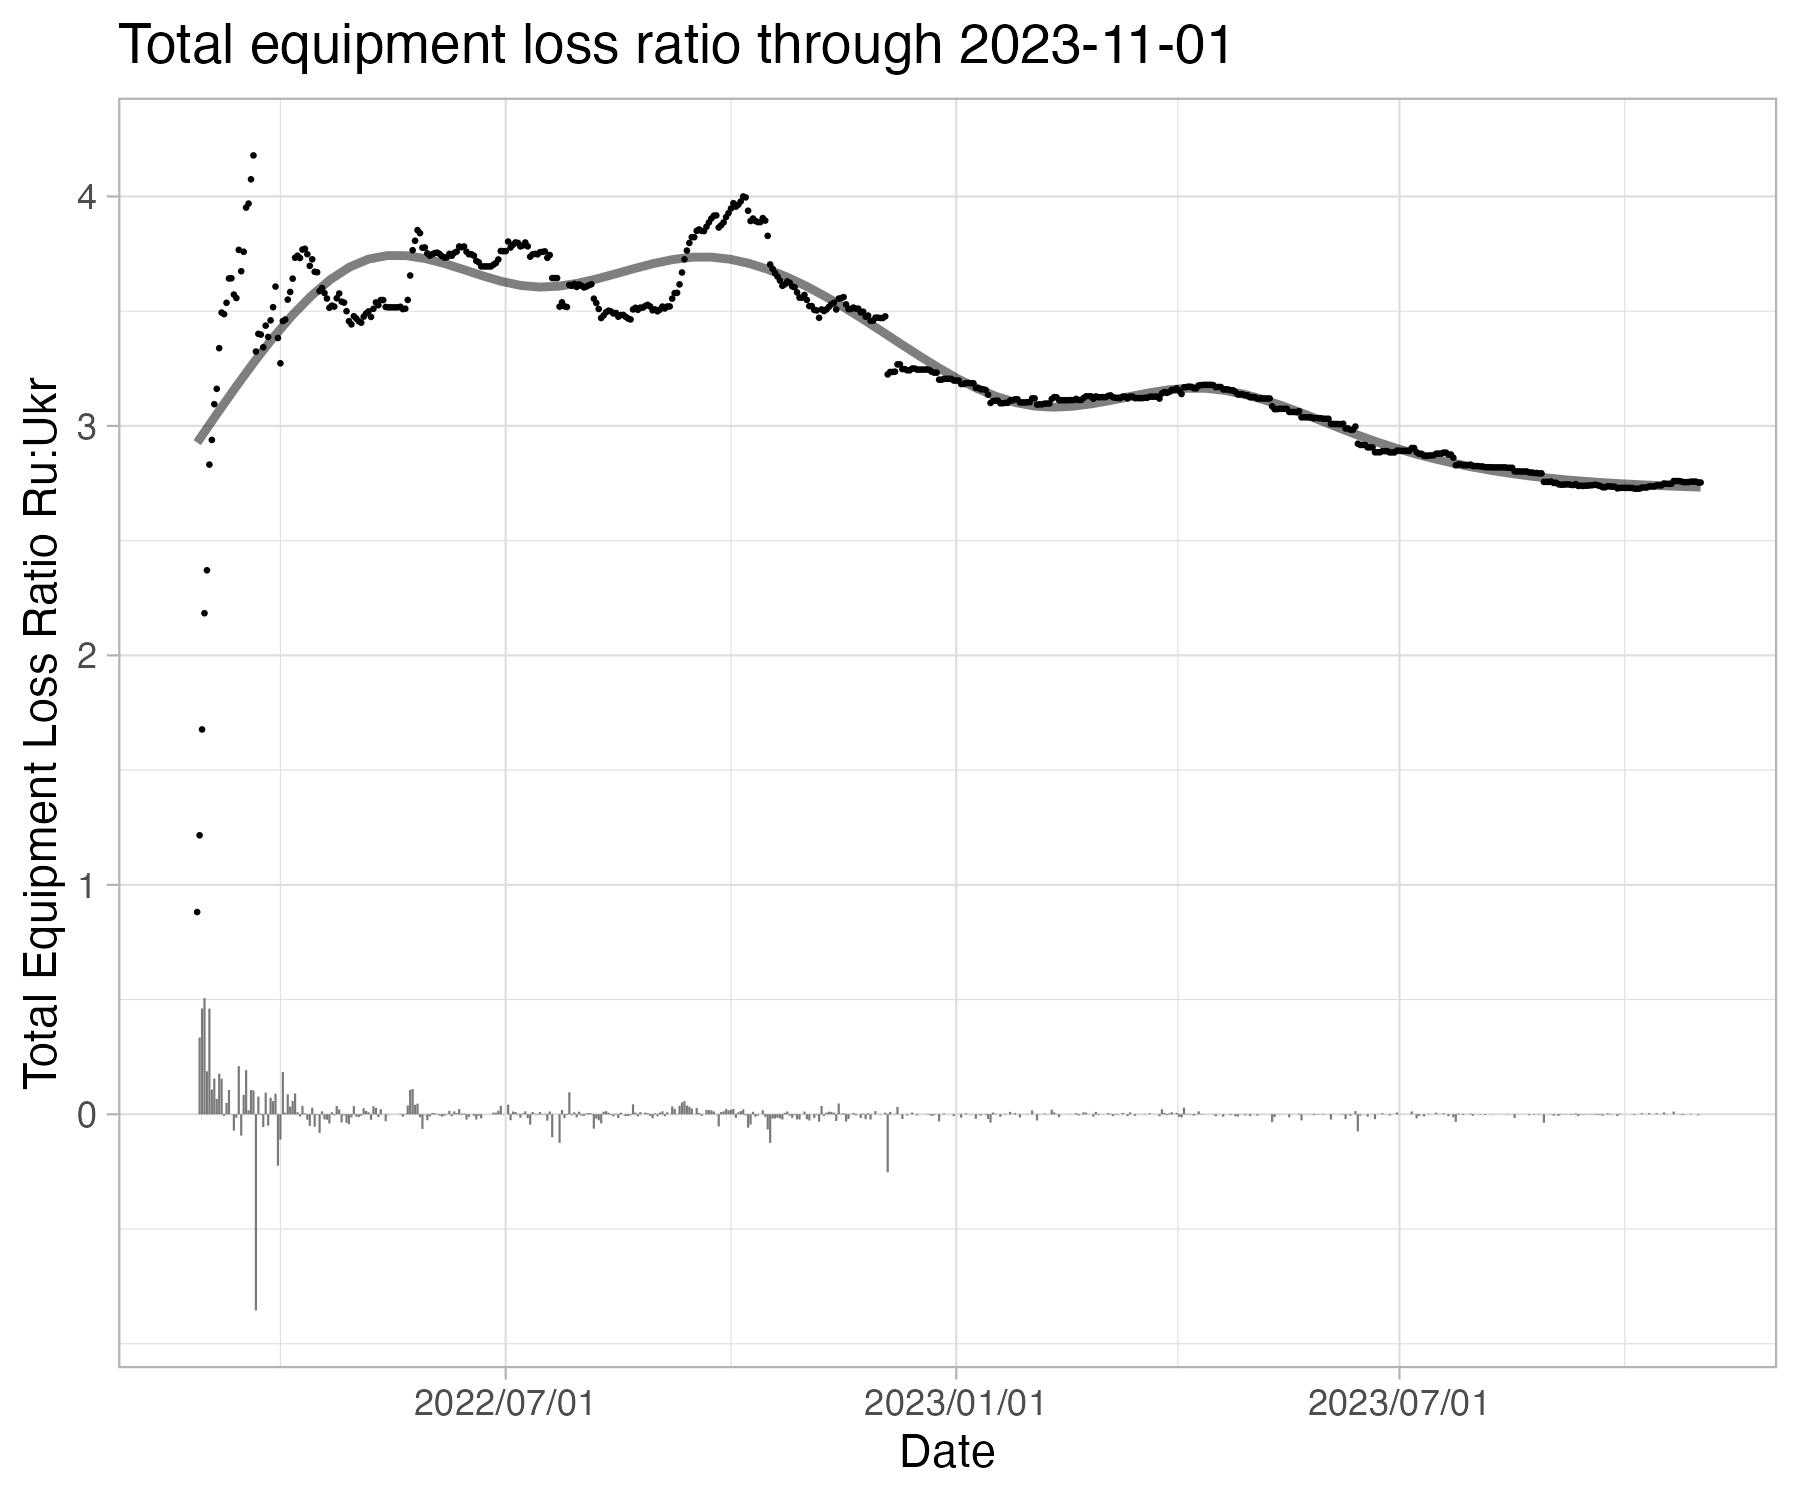 Total equipment loss ratio through 2023-11-01
Total Equipment Loss Ratio Ru:Ukr
4
3
2
1
0
2022/07/01
2023/01/01
2023/07/01
Date